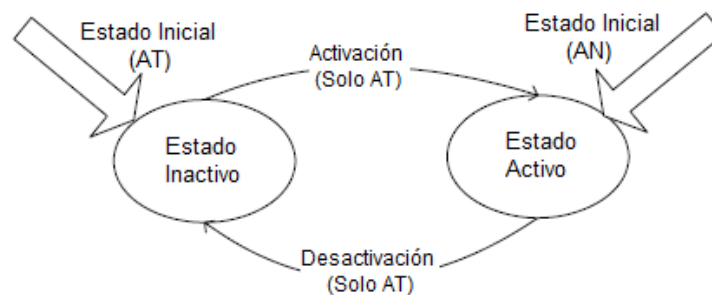 Estado Inicial
(AT)
Activación
(Solo AT)
Estado Inicial
(AN)
Estado
Inactivo
Estado
Activo
Desactivación
(Solo AT)